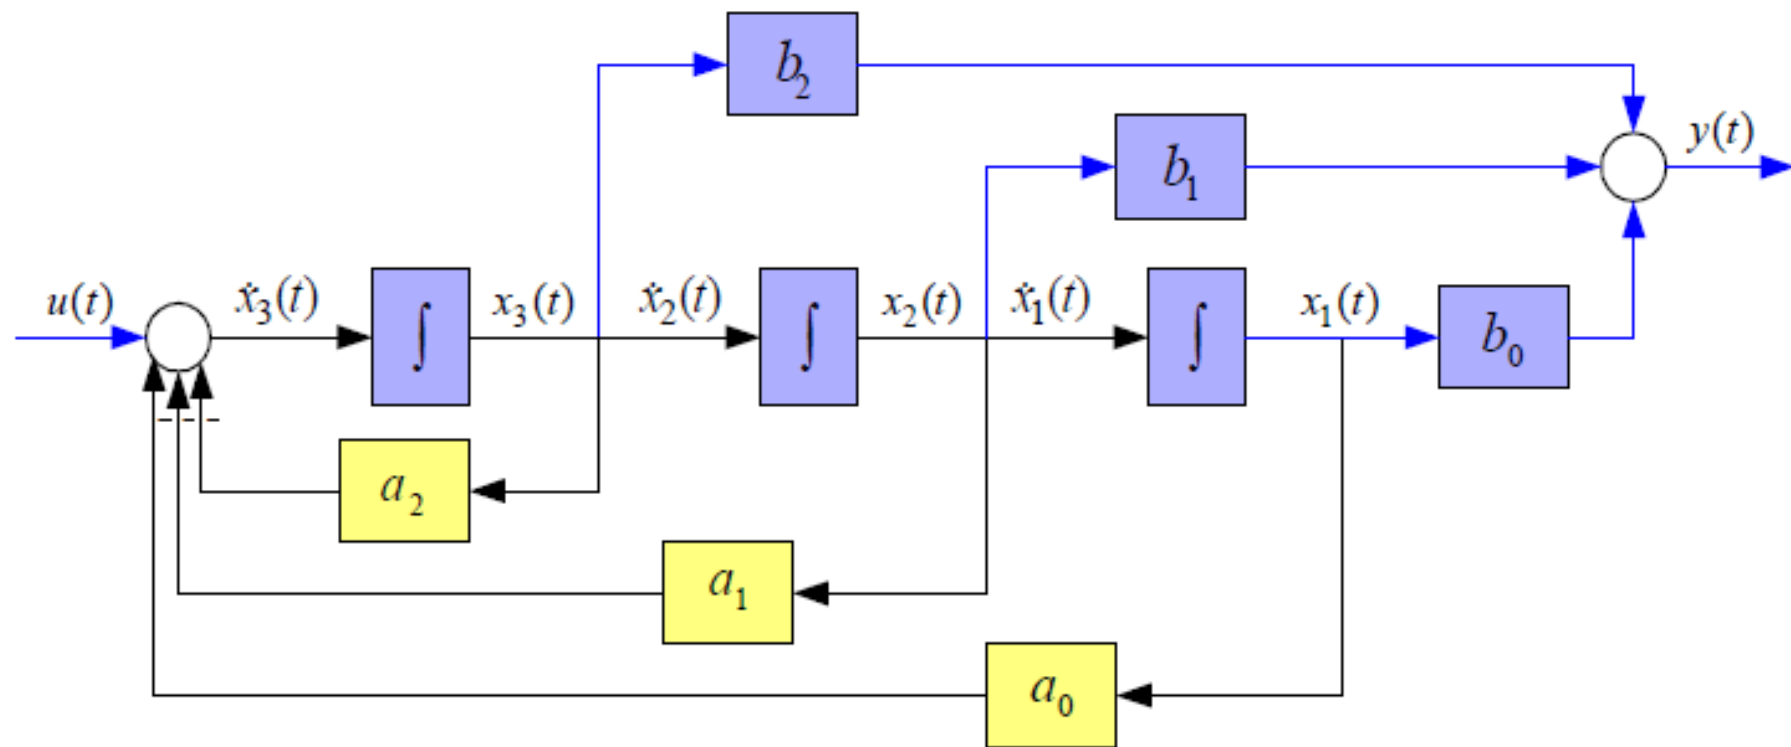 b₂
b₁
y(t)
u(t)
ẋ₃(t)
∫
x₃(t)
ẋ₂(t)
∫
x₂(t)
ẋ₁(t)
∫
x₁(t)
b₀
- - -
a₂
a₁
a₀